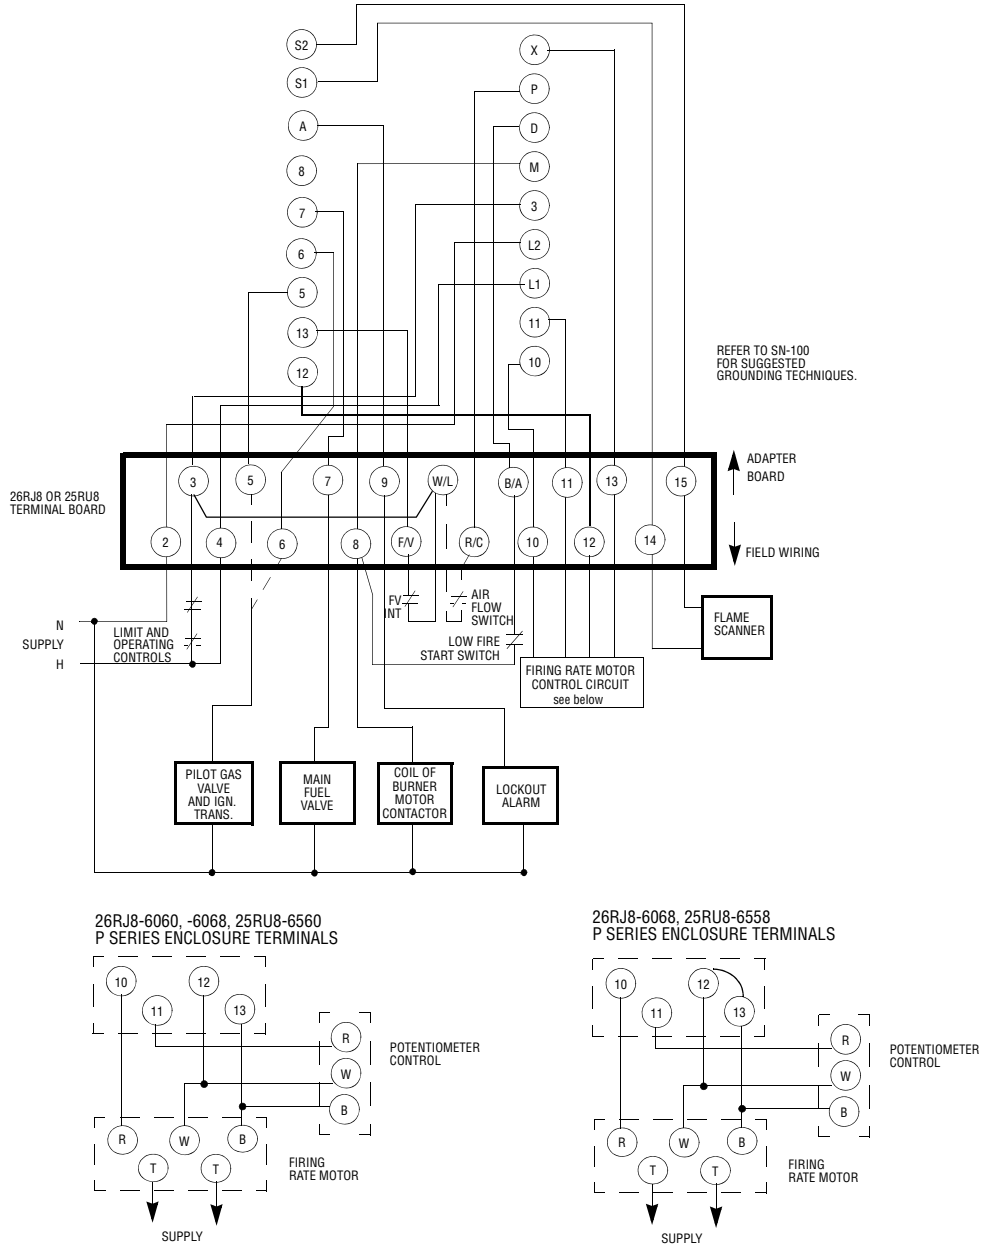 S2
S1
A
8
7
6
5
13
12
X
P
D
M
3
L2
L1
11
10
REFER TO SN-100
FOR SUGGESTED
GROUNDING TECHNIQUES.
ADAPTER
BOARD
26RJ8 OR 25RU8
TERMINAL BOARD
3
5
7
9
W/L
B/A
11
13
15
2
4
6
8
F/V
R/C
10
12
14
FIELD WIRING
N
SUPPLY
H
LIMIT AND
OPERATING
CONTROLS
FV
INT
AIR
FLOW
SWITCH
LOW FIRE
START SWITCH
FLAME
SCANNER
FIRING RATE MOTOR
CONTROL CIRCUIT
see below
PILOT GAS
VALVE
AND IGN.
TRANS.
MAIN
FUEL
VALVE
COIL OF
BURNER
MOTOR
CONTACTOR
LOCKOUT
ALARM
26RJ8-6060, -6068, 25RU8-6560
P SERIES ENCLOSURE TERMINALS
10
12
11
13
R
W
B
POTENTIOMETER
CONTROL
R
W
B
T
T
FIRING
RATE MOTOR
SUPPLY
26RJ8-6068, 25RU8-6558
P SERIES ENCLOSURE TERMINALS
10
12
11
13
R
W
B
POTENTIOMETER
CONTROL
R
W
B
T
T
FIRING
RATE MOTOR
SUPPLY